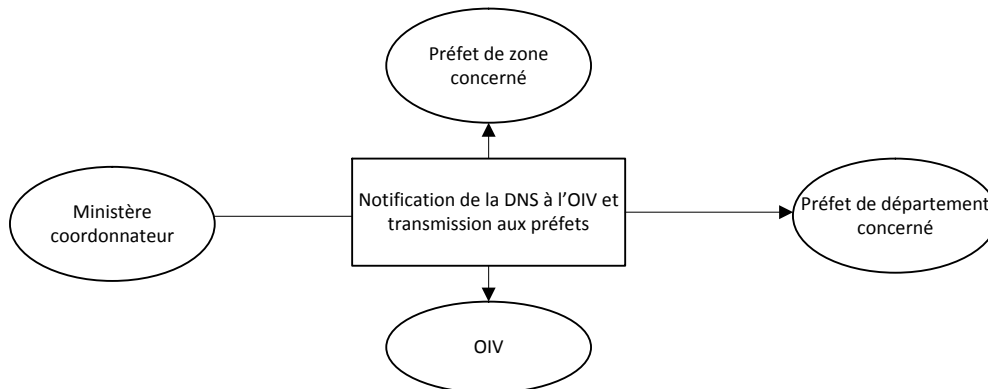 Préfet de zone
concerné
Notification de la DNS à l’OIV et
transmission aux préfets
Ministère
coordonnateur
Préfet de département
concerné
OIV